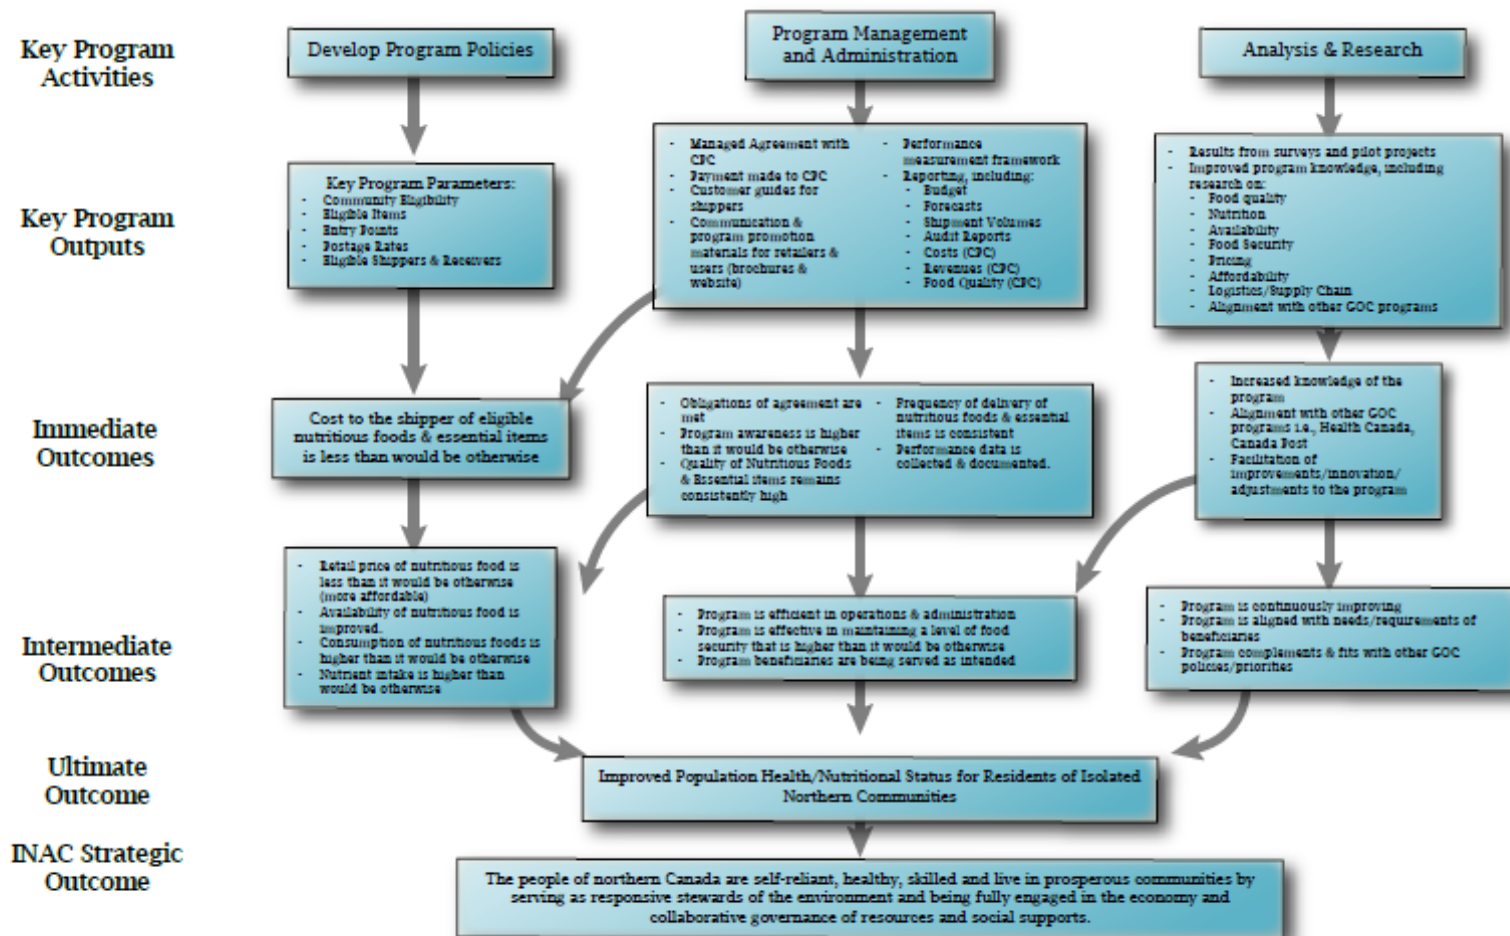 Key Program
Activities
Develop Program Policies
Program Management
and Administration
Analysis & Research
Key Program
Outputs
Key Program Parameters:
- Community Eligibility
- Eligible Items
- Entry Points
- Postage Rates
- Eligible Shippers & Receivers
- Managed Agreement with
CPC
- Payment made to CPC
- Customer guides for
shippers
- Communication &
program promotion
materials for retailers &
users (brochures &
website)
- Performance
measurement framework
- Reporting, including:
- Budget
- Forecasts
- Shipment Volumes
- Audit Reports
- Costs (CPC)
- Revenues (CPC)
- Food Quality (CPC)
- Results from surveys and pilot projects
- Improved program knowledge, including
research on:
- Food quality
- Nutrition
- Availability
- Food Security
- Pricing
- Affordability
- Logistics/Supply Chain
- Alignment with other GOC programs
Immediate
Outcomes
Cost to the shipper of eligible
nutritious foods & essential items
is less than would be otherwise
- Obligations of agreement are
met
- Program awareness is higher
than it would be otherwise
- Quality of Nutritious Foods
& Essential items remains
consistently high
- Frequency of delivery of
nutritious foods & essential
items is consistent
- Performance data is
collected & documented.
- Increased knowledge of the
program
- Alignment with other GOC
programs i.e., Health Canada,
Canada Post
- Facilitation of
improvements/innovation/
adjustments to the program
Intermediate
Outcomes
- Retail price of nutritious food is
less than it would be otherwise
(more affordable)
- Availability of nutritious food is
improved.
- Consumption of nutritious foods is
higher than it would be otherwise
- Nutrient intake is higher than
would be otherwise
- Program is efficient in operations & administration
- Program is effective in maintaining a level of food
security that is higher than it would be otherwise
- Program beneficiaries are being served as intended
- Program is continuously improving
- Program is aligned with needs/requirements of
beneficiaries
- Program complements & fits with other GOC
policies/priorities
Ultimate
Outcome
Improved Population Health/Nutritional Status for Residents of Isolated
Northern Communities
INAC Strategic
Outcome
The people of northern Canada are self-reliant, healthy, skilled and live in prosperous communities by
serving as responsive stewards of the environment and being fully engaged in the economy and
collaborative governance of resources and social supports.